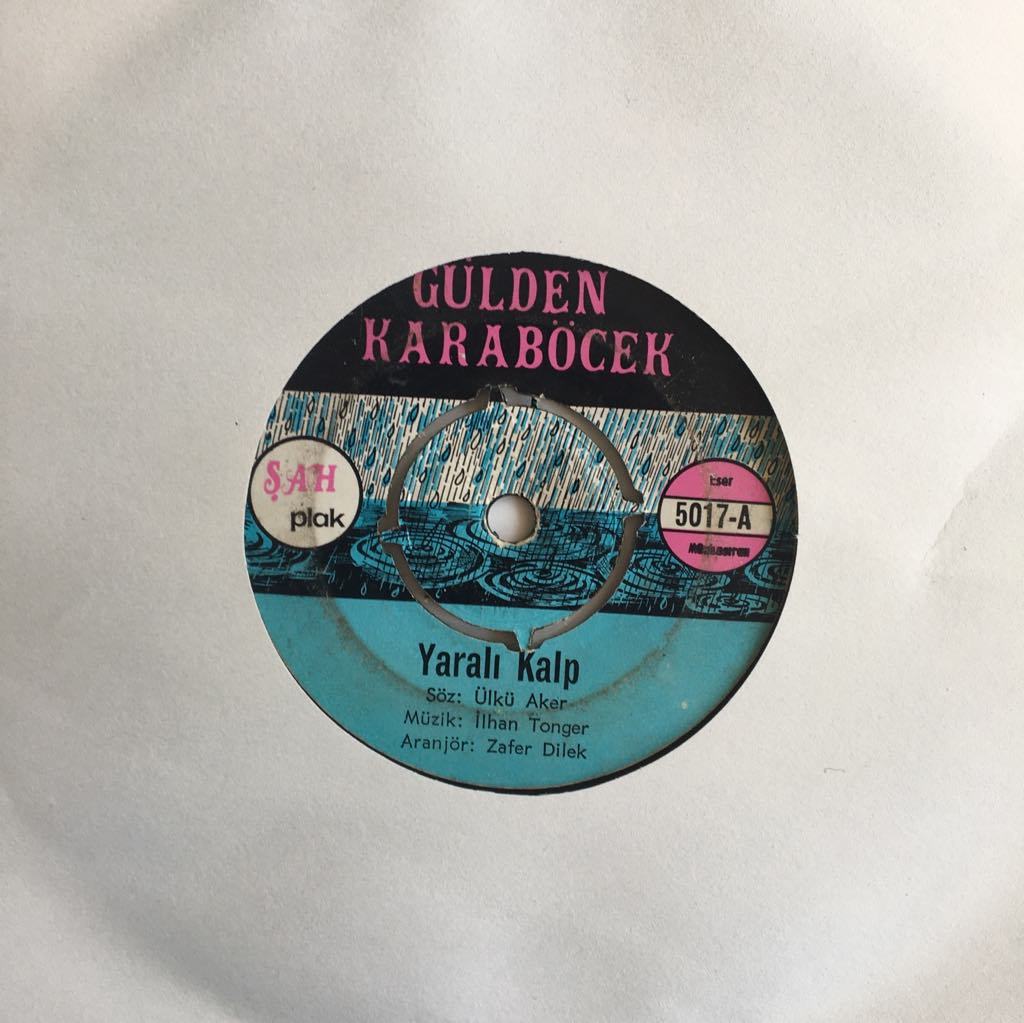 GÜLDEN
KARABÖCEK
ŞAH
plak
Eser
5017-A
Yaralı Kalp
Söz: Ülkü Aker
Müzik: İlhan Tonger
Aranjör: Zafer Dilek